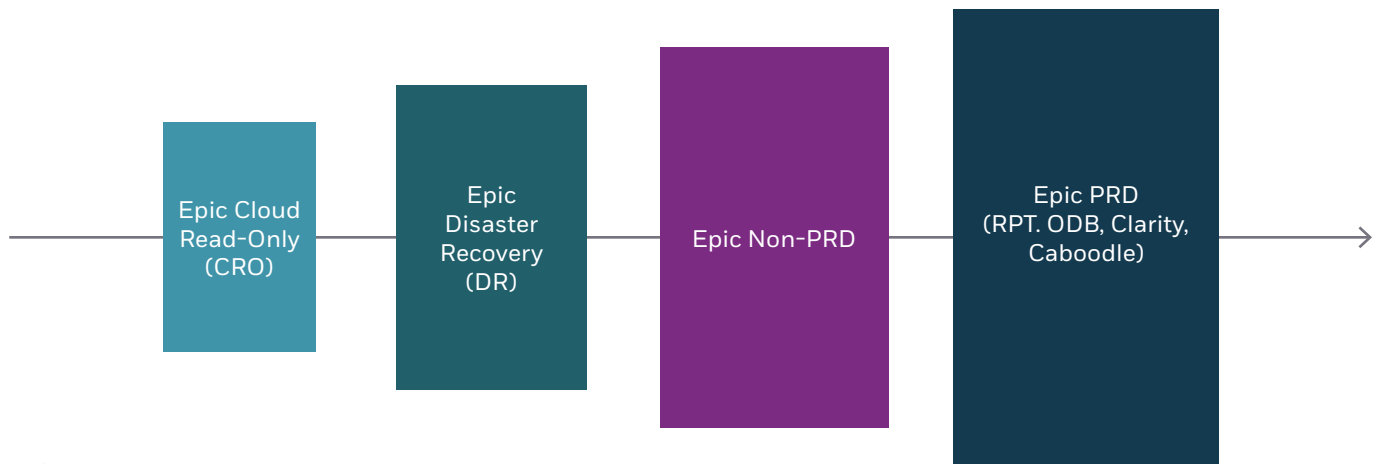 Epic Cloud
Read-Only
(CRO)
Epic
Disaster
Recovery
(DR)
Epic Non-PRD
Epic PRD
(RPT. ODB, Clarity,
Caboodle)